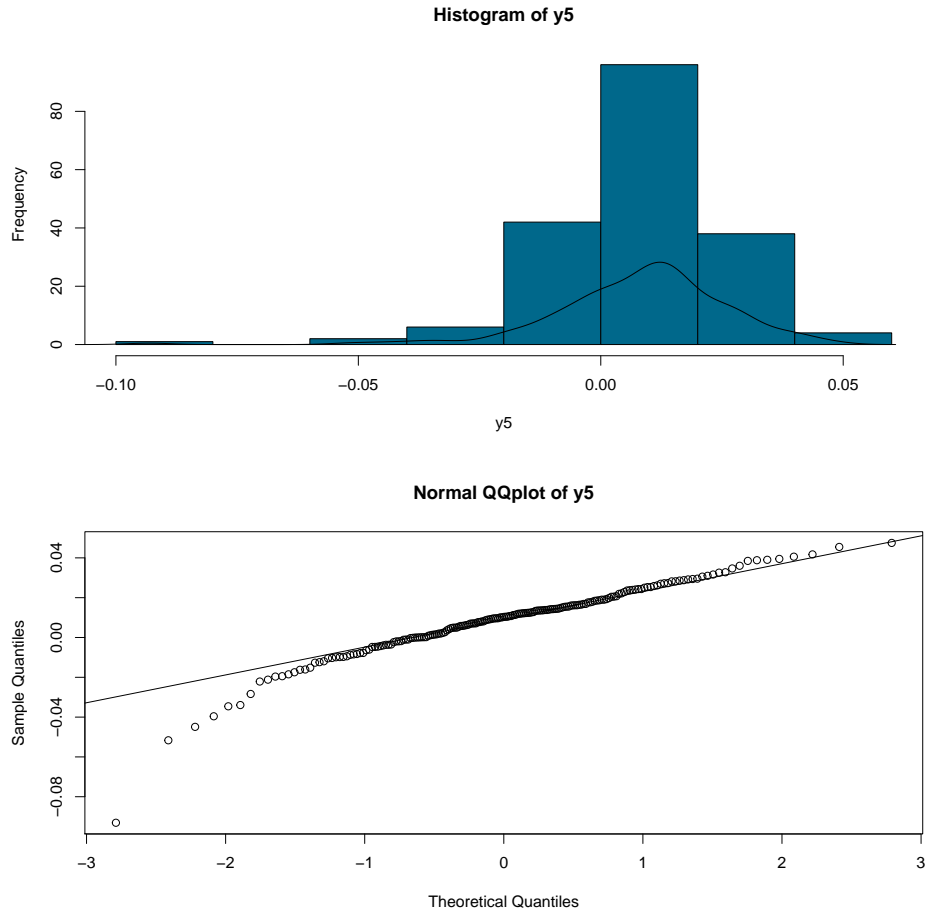 Histogram of y5
Frequency
80
60
40
20
0
−0.10 −0.05 0.00 0.05
y5
Normal QQplot of y5
Sample Quantiles
0.04
0.00
−0.04
−0.08
−3 −2 −1 0 1 2 3
Theoretical Quantiles